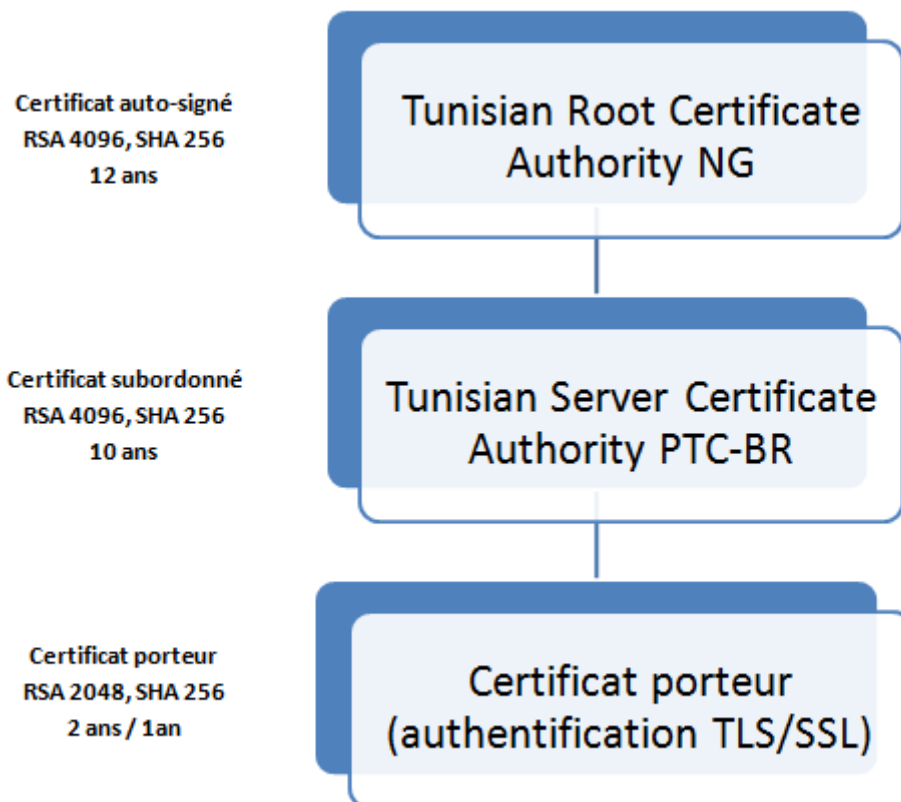 Certificat auto-signé
RSA 4096, SHA 256
12 ans
Tunisian Root Certificate
Authority NG
Certificat subordonné
RSA 4096, SHA 256
10 ans
Tunisian Server Certificate
Authority PTC-BR
Certificat porteur
RSA 2048, SHA 256
2 ans / 1an
Certificat porteur
(authentification TLS/SSL)